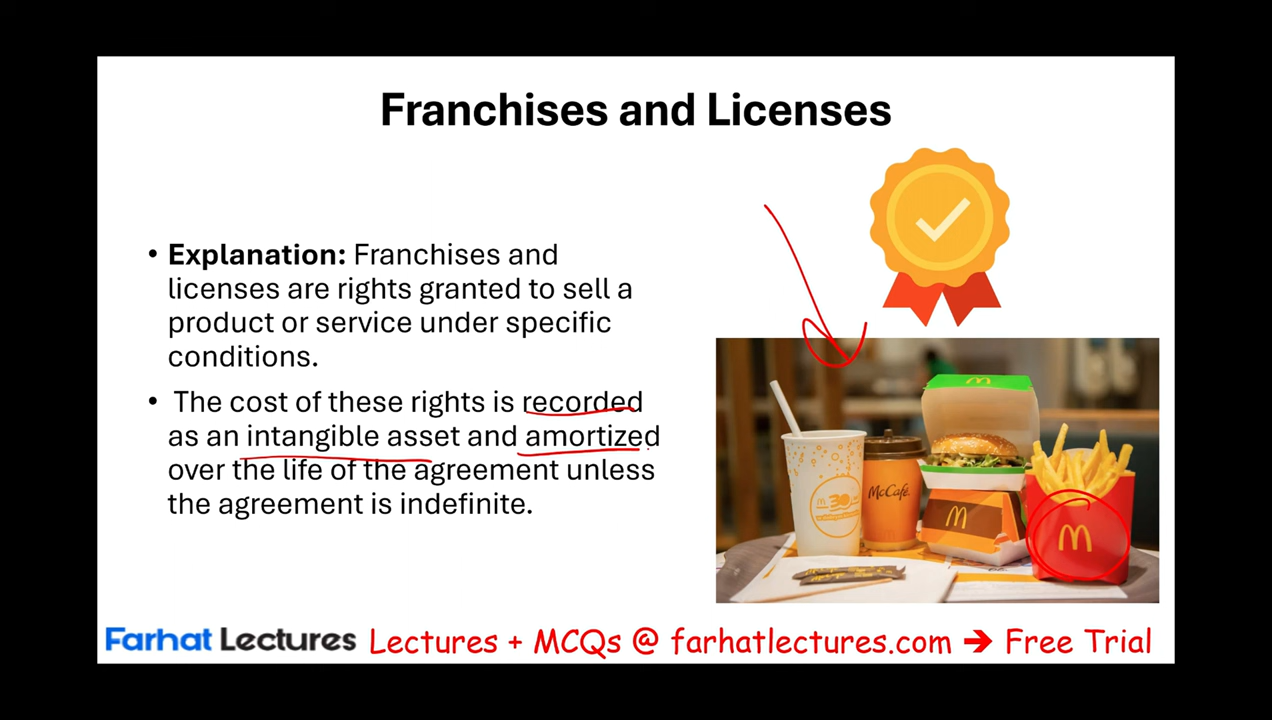 Franchises and Licenses
• Explanation: Franchises and
licenses are rights granted to sell a
product or service under specific
conditions.
• The cost of these rights is recorded
as an intangible asset and amortized
over the life of the agreement unless
the agreement is indefinite.
30
McCafé
Farhat Lectures Lectures + MCQs @ farhatlectures.com ➔ Free Trial